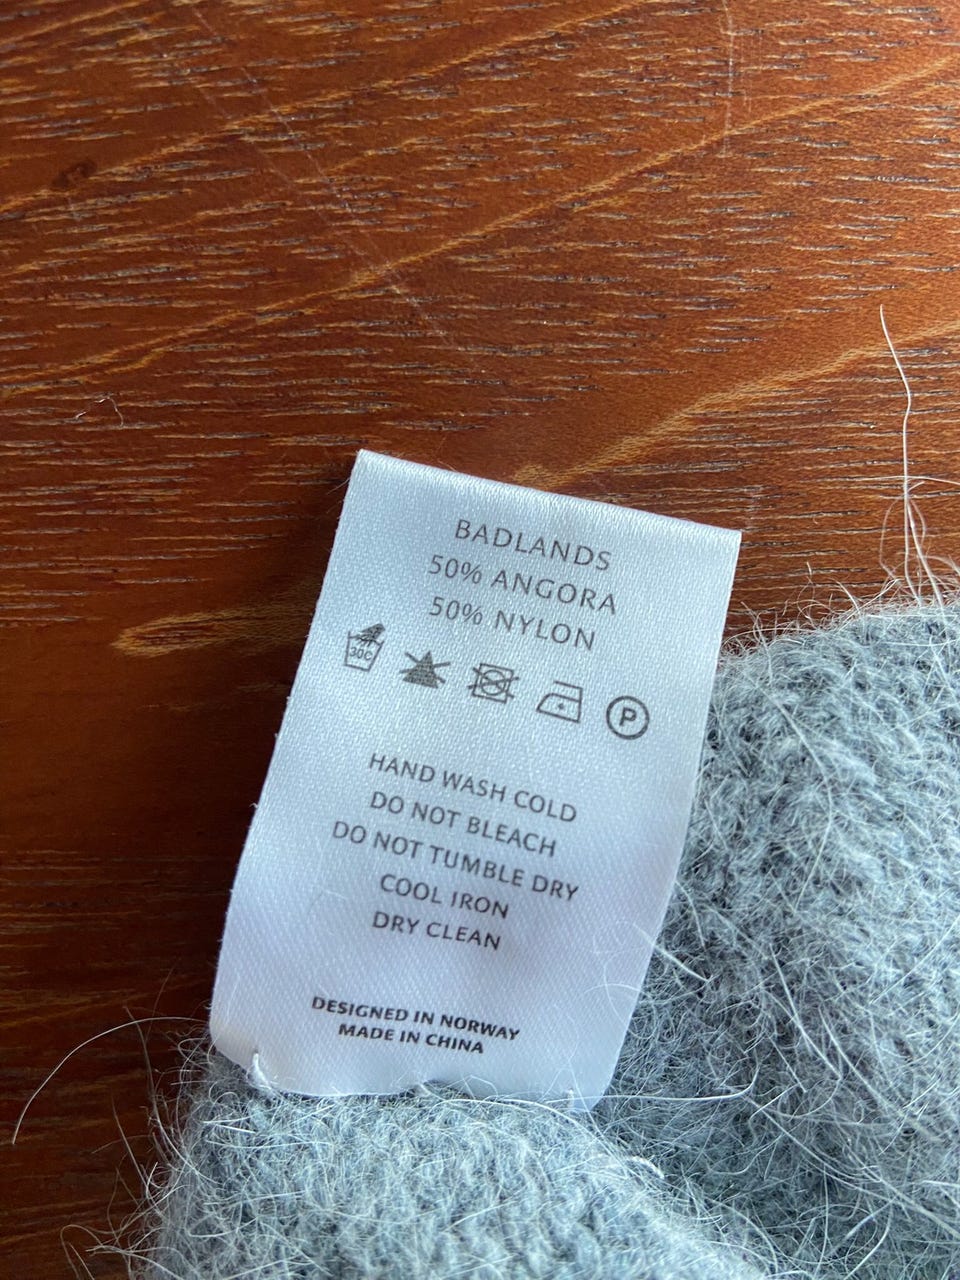 BADLANDS
50% ANGORA
50% NYLON
30C P
HAND WASH COLD
DO NOT BLEACH
DO NOT TUMBLE DRY
COOL IRON
DRY CLEAN
DESIGNED IN NORWAY
MADE IN CHINA